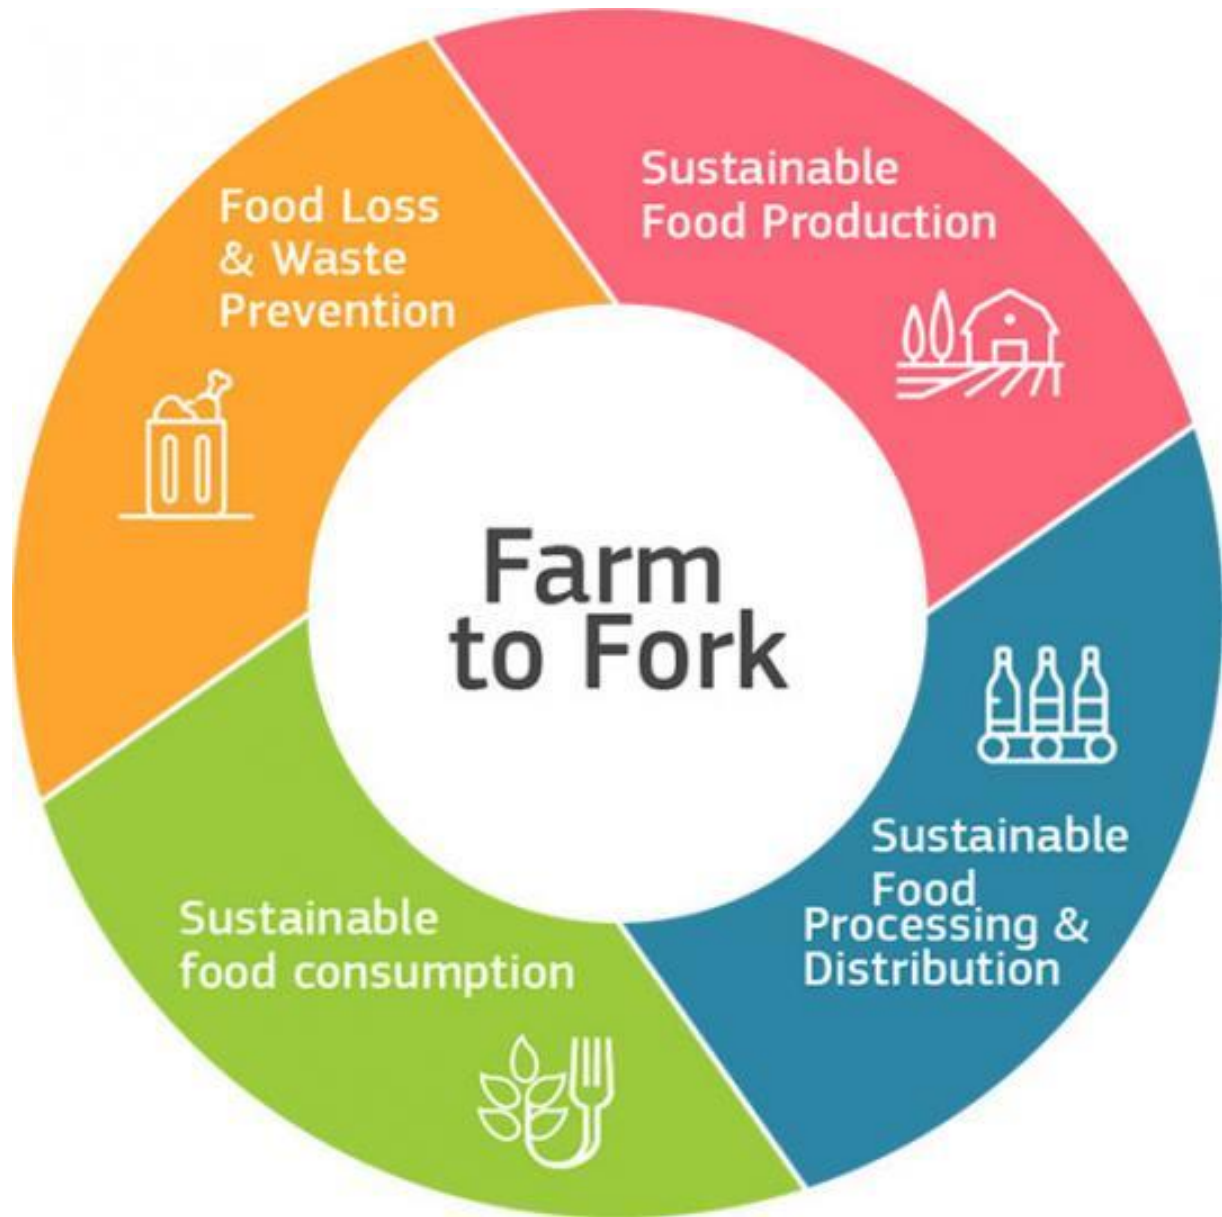 Sustainable
Food Production
Food Loss
& Waste
Prevention
Farm
to Fork
Sustainable
Food
Processing &
Distribution
Sustainable
food consumption